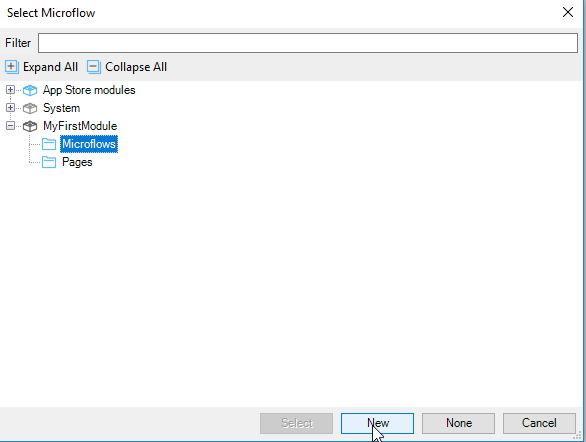 Select Microflow
Filter
Expand All Collapse All
App Store modules
System
MyFirstModule
Microflows
Pages
Select New None Cancel